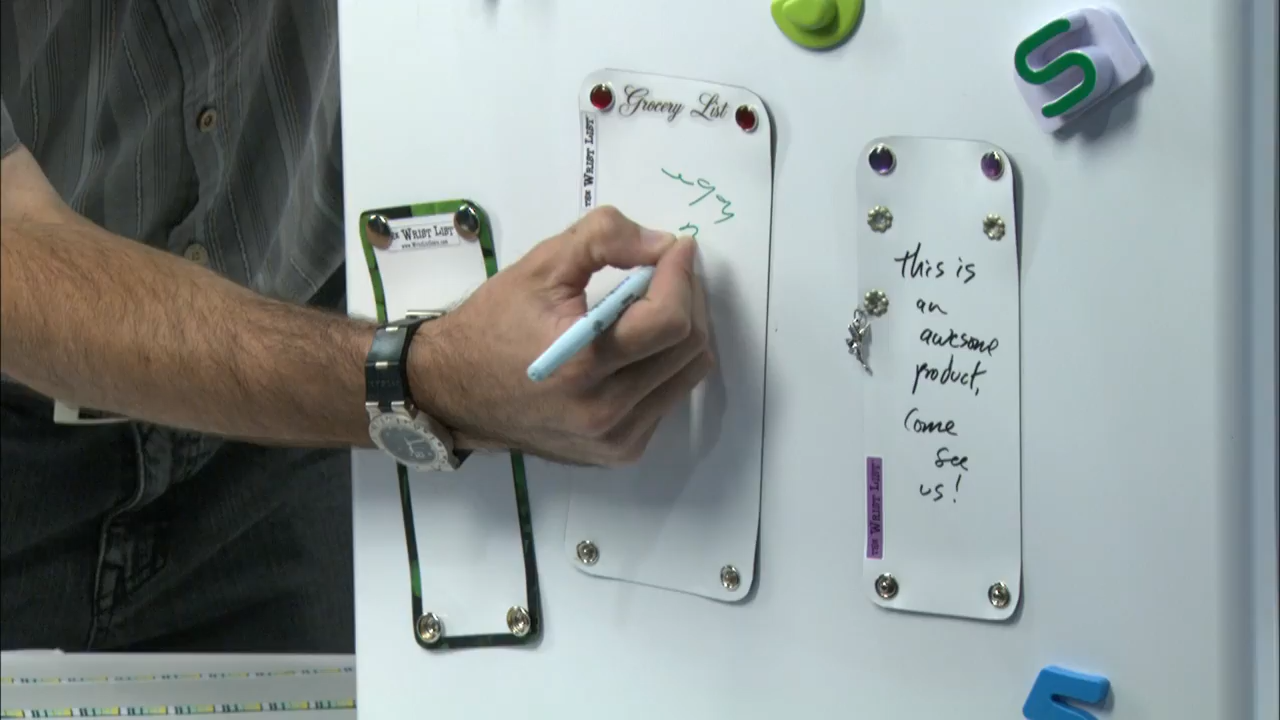 Grocery List
THE WRIST LIST
THE WRIST LIST
eggs
this is
an
awesome
product,
Come
See
us!
THE WRIST LIST
S